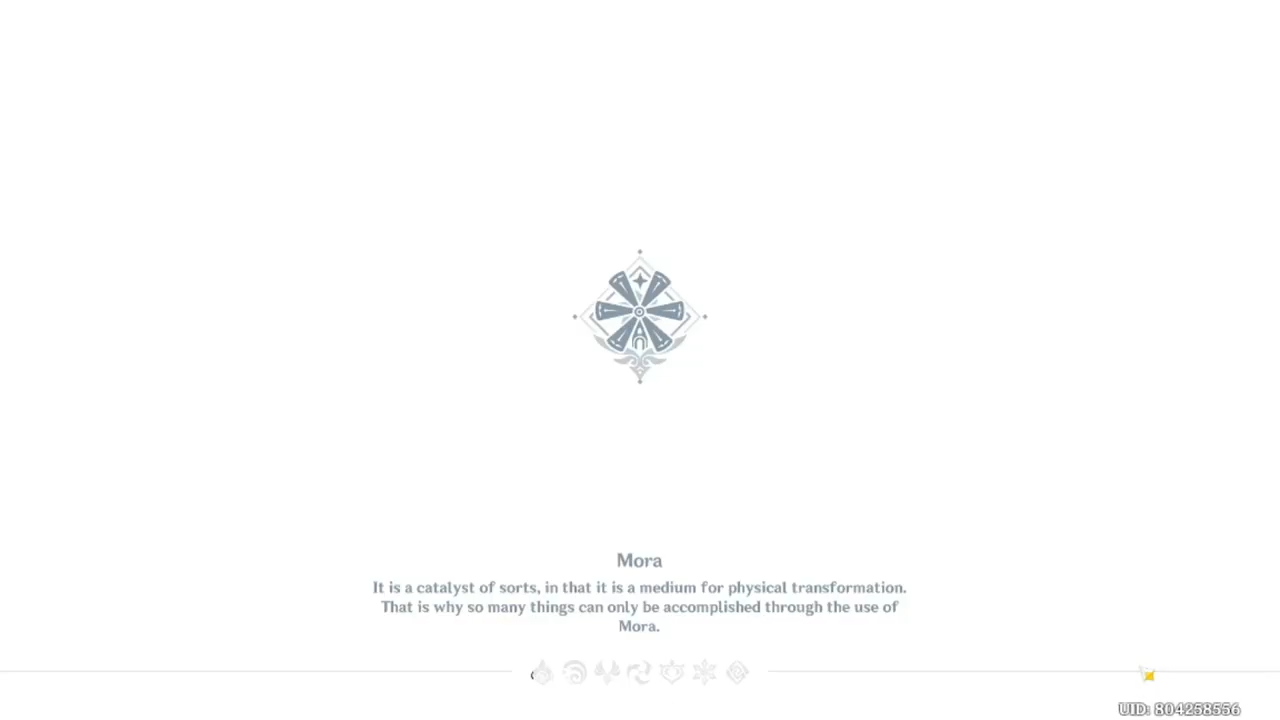 Mora
It is a catalyst of sorts, in that it is a medium for physical transformation.
That is why so many things can only be accomplished through the use of
Mora.
UID: 804258556